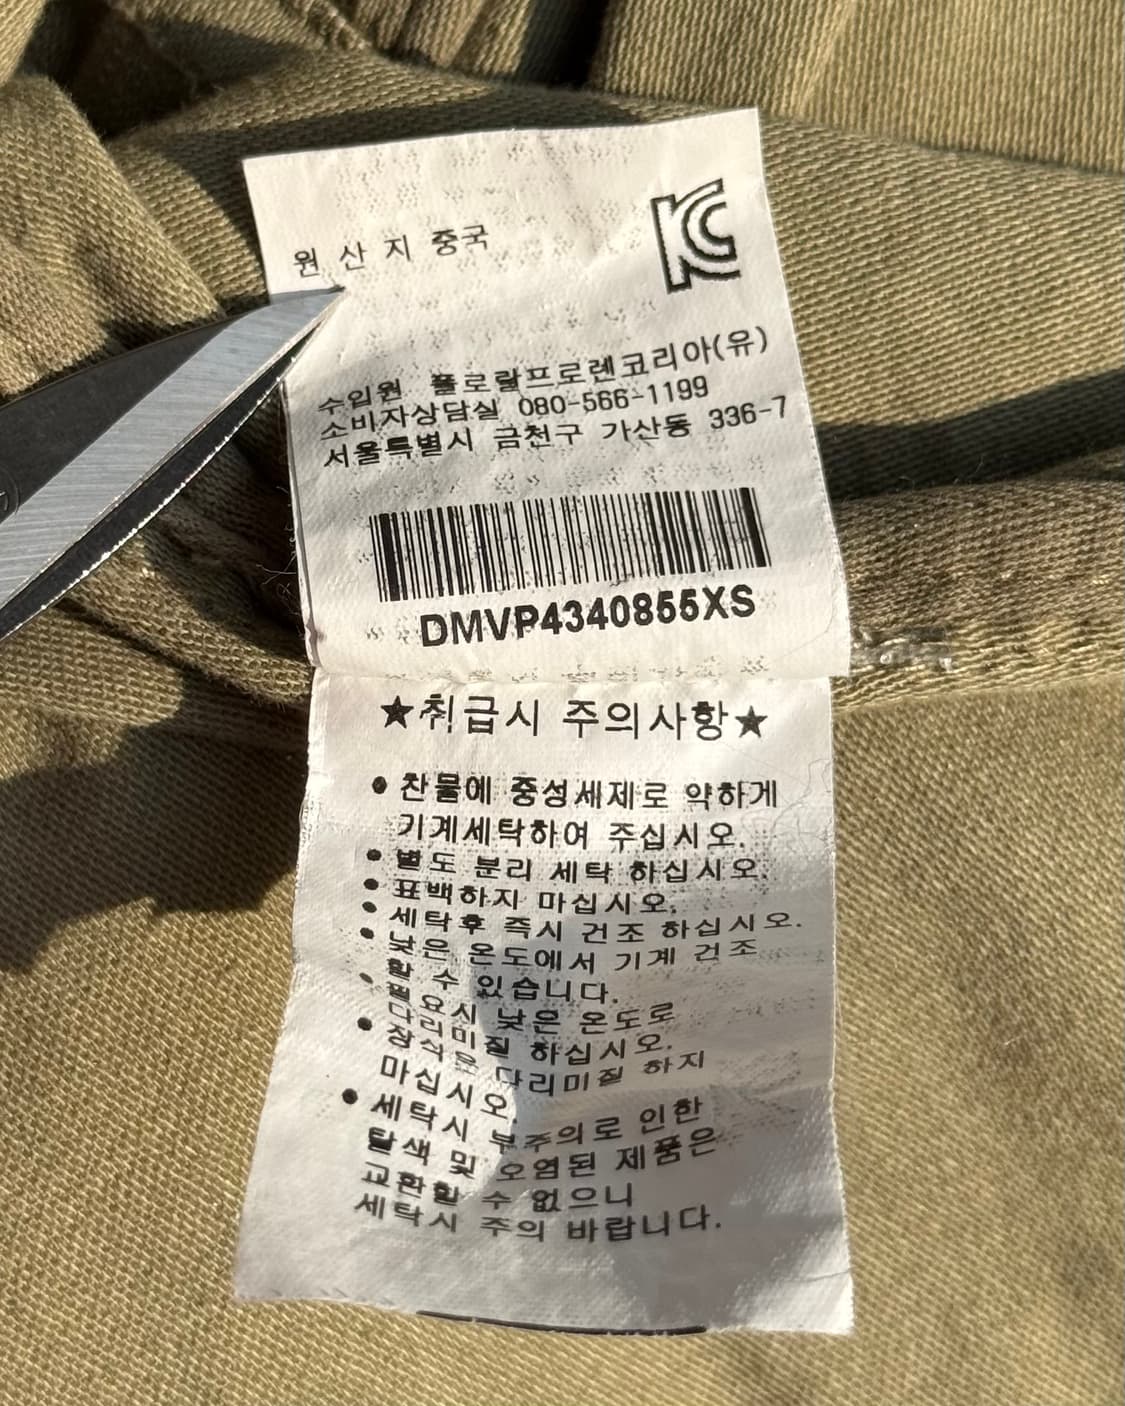 원 산 지 중국
KC
수입원 폴로랄프로렌코리아(유)
소비자상담실 080-566-1199
서울특별시 금천구 가산동 336-7
DMVP4340855XS
★취급시 주의사항★
● 찬물에 중성세제로 약하게
기계세탁하여 주십시오.
● 별도 분리 세탁 하십시오.
● 표백하지 마십시오.
● 세탁후 즉시 건조 하십시오.
● 낮은 온도에서 기계 건조
할 수 있습니다.
● 필요시 낮은 온도로
다리미질 하십시오.
● 장식은 다리미질 하지
마십시오.
● 세탁시 부주의로 인한
탈색 및 오염된 제품은
교환할 수 없으니
세탁시 주의 바랍니다.